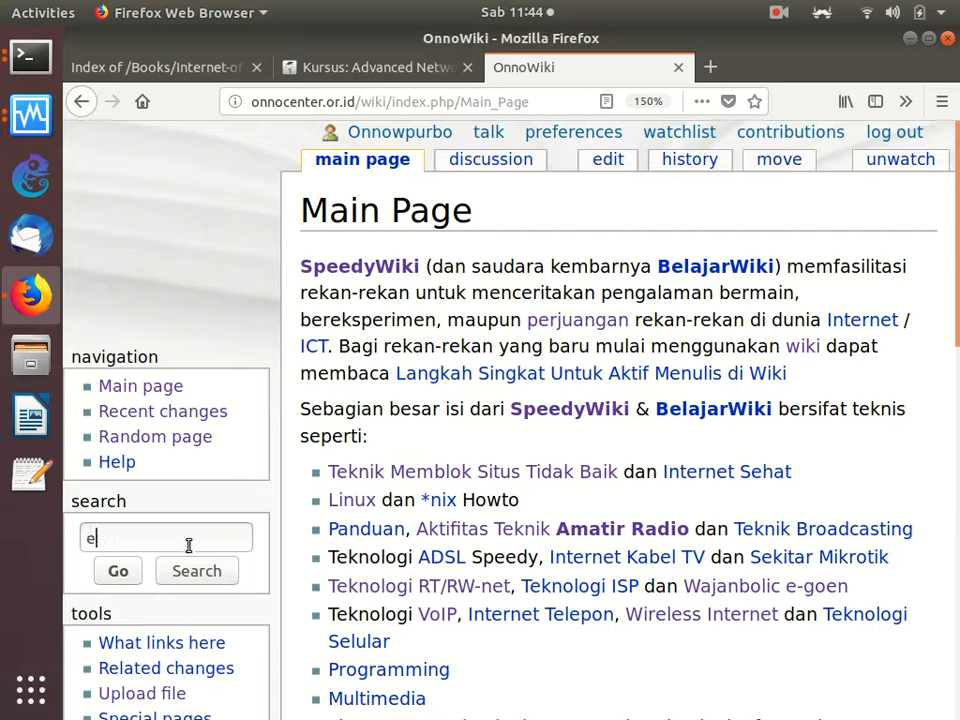 Activities Firefox Web Browser Sab 11:44
OnnoWiki - Mozilla Firefox
Index of /Books/Internet-of Kursus: Advanced Netw OnnoWiki
onnocenter.or.id/wiki/index.php/Main_Page 150%
Onnowpurbo talk preferences watchlist contributions log out
main page discussion edit history move unwatch
Main Page
SpeedyWiki (dan saudara kembarnya BelajarWiki) memfasilitasi
rekan-rekan untuk menceritakan pengalaman bermain,
bereksperimen, maupun perjuangan rekan-rekan di dunia Internet /
ICT. Bagi rekan-rekan yang baru mulai menggunakan wiki dapat
membaca Langkah Singkat Untuk Aktif Menulis di Wiki
Sebagian besar isi dari SpeedyWiki & BelajarWiki bersifat teknis
seperti:
Teknik Memblok Situs Tidak Baik dan Internet Sehat
Linux dan *nix Howto
Panduan, Aktifitas Teknik Amatir Radio dan Teknik Broadcasting
Teknologi ADSL Speedy, Internet Kabel TV dan Sekitar Mikrotik
Teknologi RT/RW-net, Teknologi ISP dan Wajanbolic e-goen
Teknologi VoIP, Internet Telepon, Wireless Internet dan Teknologi
Selular
Programming
Multimedia
navigation
Main page
Recent changes
Random page
Help
search
e
Go Search
tools
What links here
Related changes
Upload file
Special pages